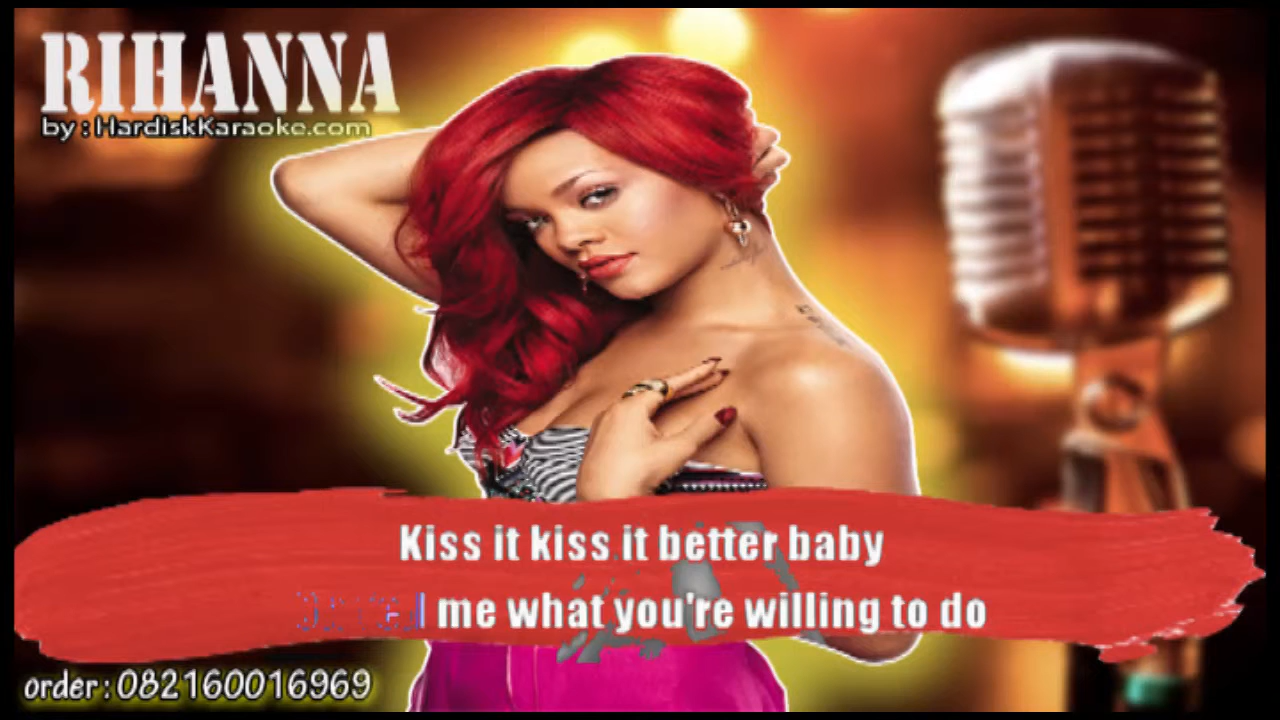 RIHANNA
by : HardiskKaraoke.com
Kiss it kiss it better baby
me what you're willing to do
order : 082160016969